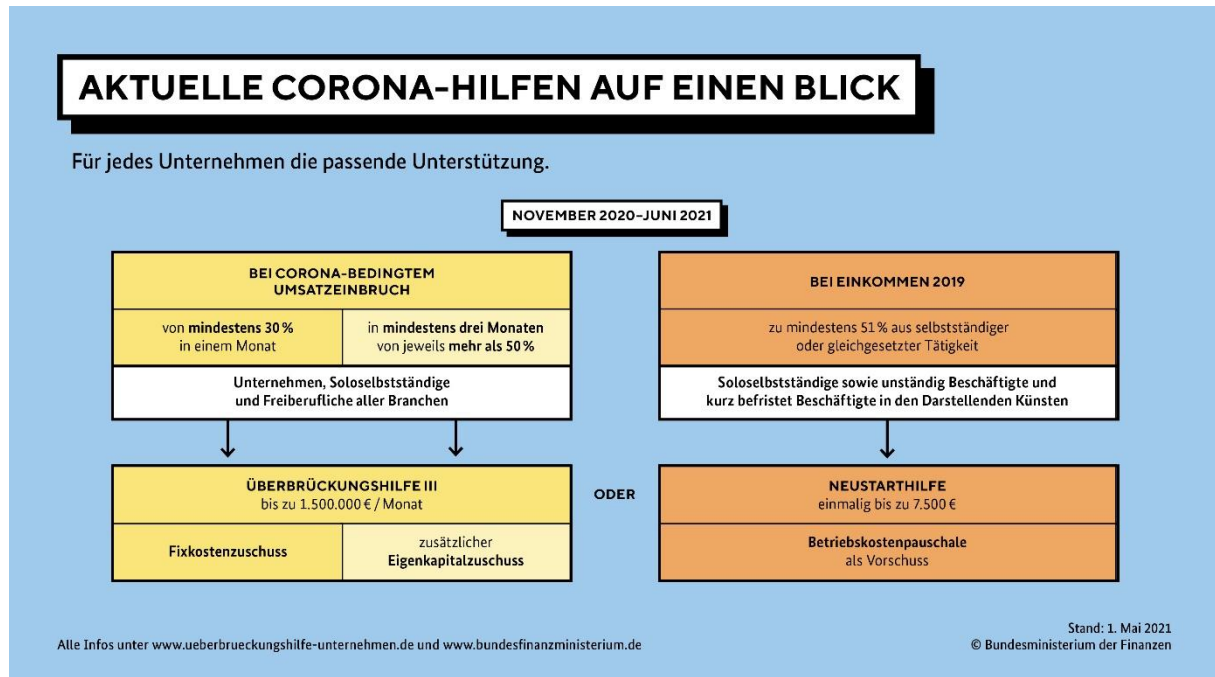 AKTUELLE CORONA-HILFEN AUF EINEN BLICK
Für jedes Unternehmen die passende Unterstützung.
NOVEMBER 2020–JUNI 2021
BEI CORONA-BEDINGTEM
UMSATZEINBRUCH
von mindestens 30 %
in einem Monat
in mindestens drei Monaten
von jeweils mehr als 50 %
Unternehmen, Soloselbstständige
und Freiberufliche aller Branchen
ÜBERBRÜCKUNGSHILFE III
bis zu 1.500.000 € / Monat
Fixkostenzuschuss
zusätzlicher
Eigenkapitalzuschuss
ODER
BEI EINKOMMEN 2019
zu mindestens 51 % aus selbstständiger
oder gleichgesetzter Tätigkeit
Soloselbstständige sowie unständig Beschäftigte und
kurz befristet Beschäftigte in den Darstellenden Künsten
NEUSTARTHILFE
einmalig bis zu 7.500 €
Betriebskostenpauschale
als Vorschuss
Alle Infos unter www.ueberbrueckungshilfe-unternehmen.de und www.bundesfinanzministerium.de
Stand: 1. Mai 2021
© Bundesministerium der Finanzen